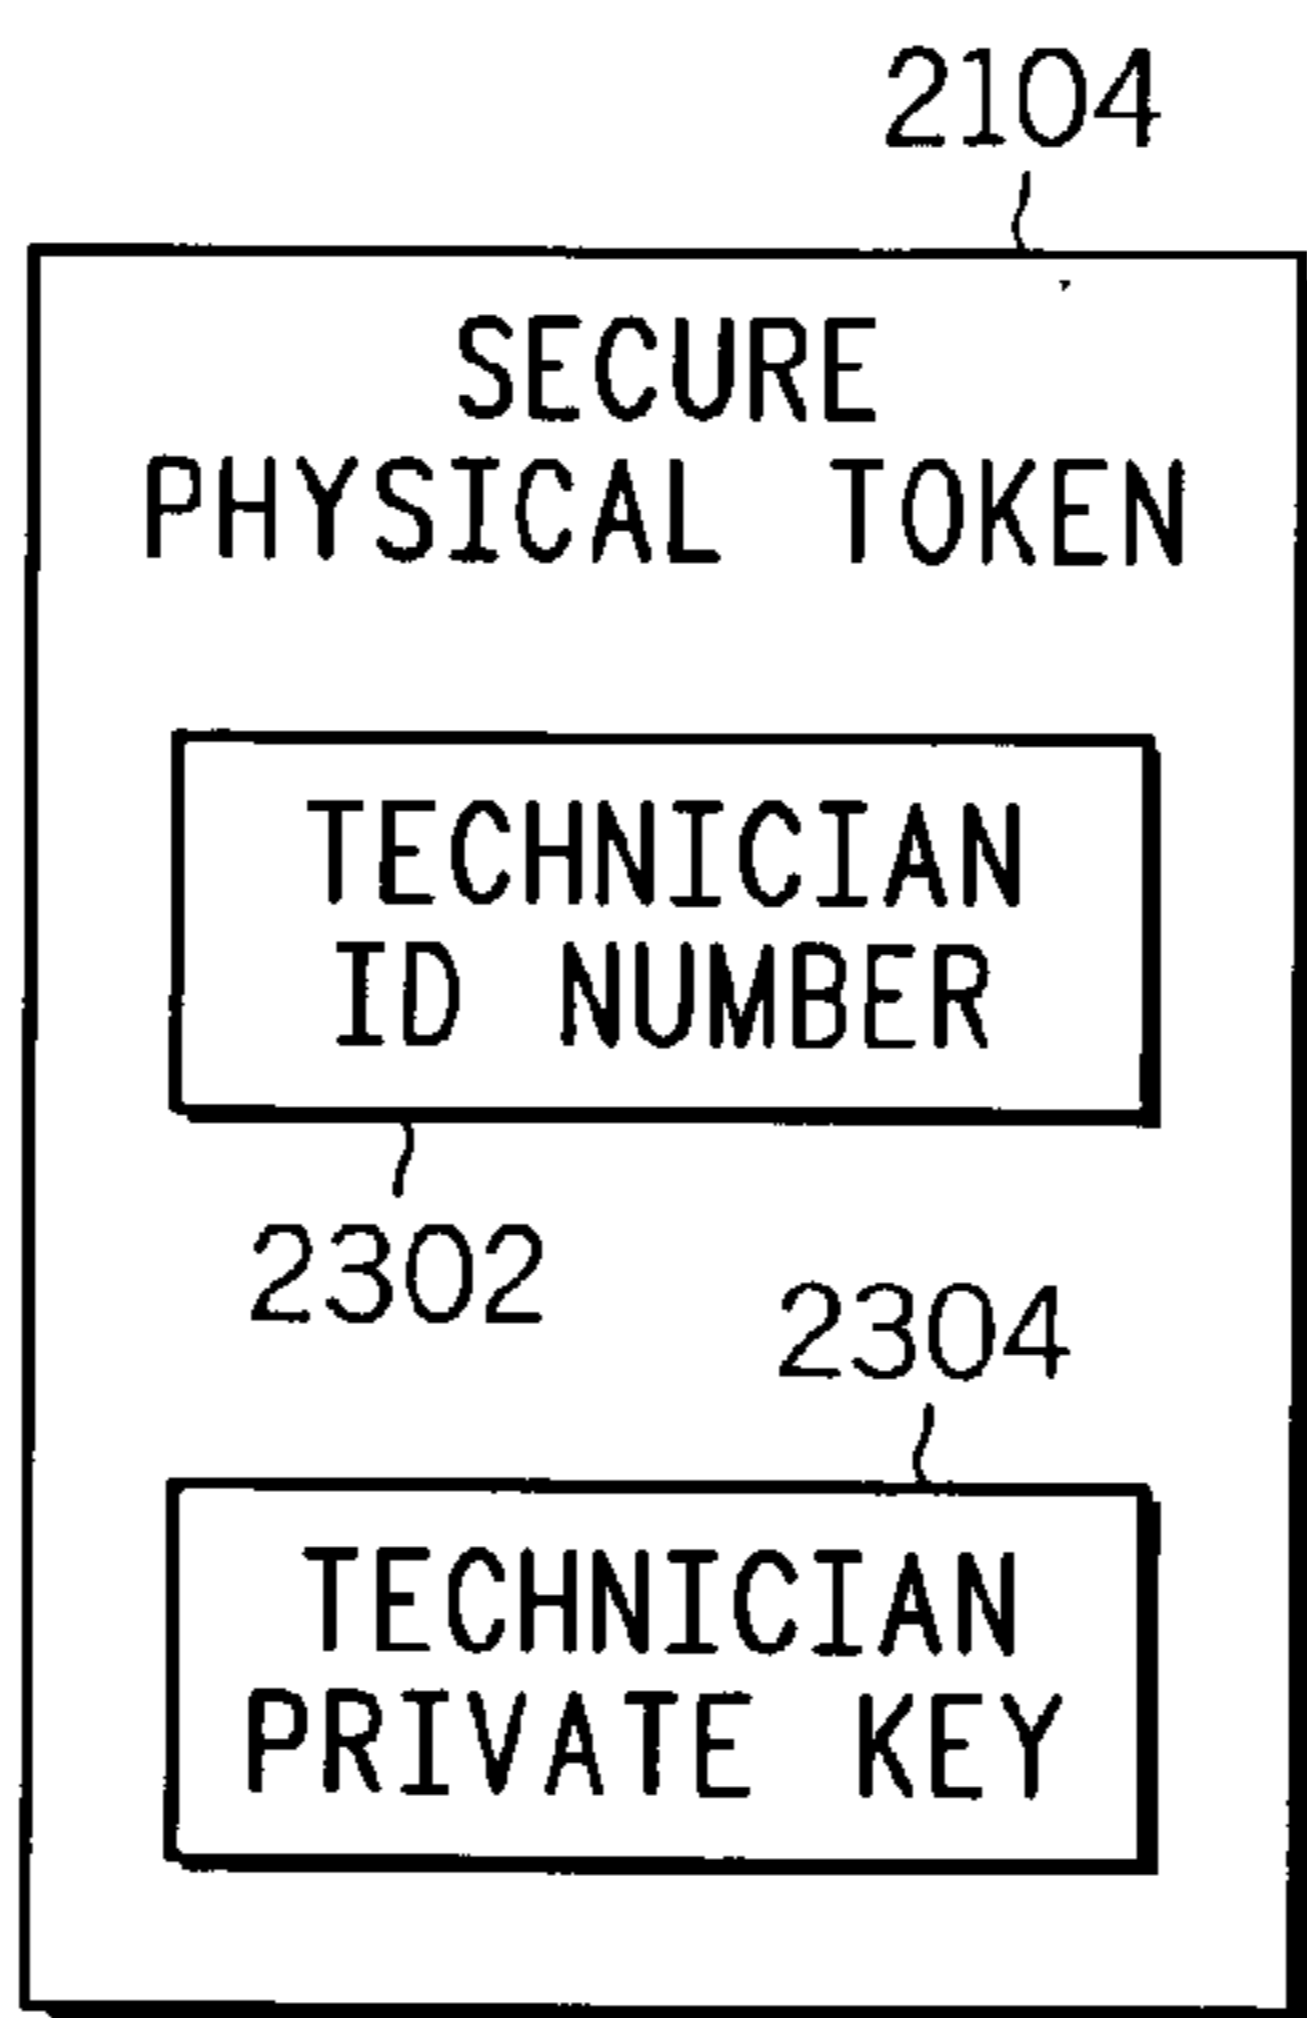 2104
SECURE
PHYSICAL TOKEN
TECHNICIAN
ID NUMBER
2302
2304
TECHNICIAN
PRIVATE KEY